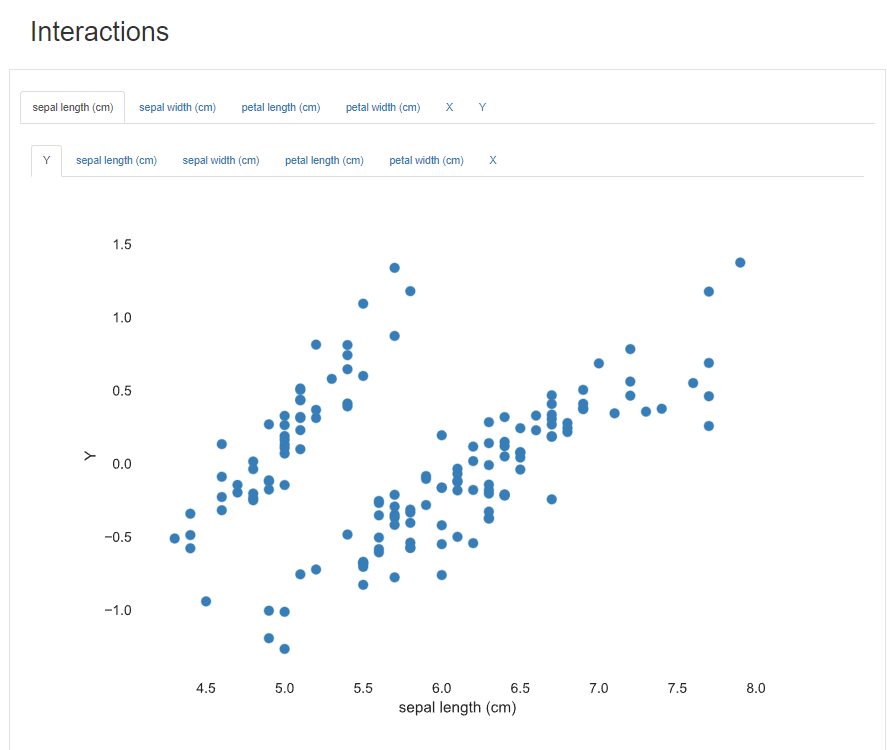 Interactions
sepal length (cm) sepal width (cm) petal length (cm) petal width (cm) X Y
Y sepal length (cm) sepal width (cm) petal length (cm) petal width (cm) X
1.5
1.0
0.5
Y
0.0
−0.5
−1.0
4.5 5.0 5.5 6.0 6.5 7.0 7.5 8.0
sepal length (cm)